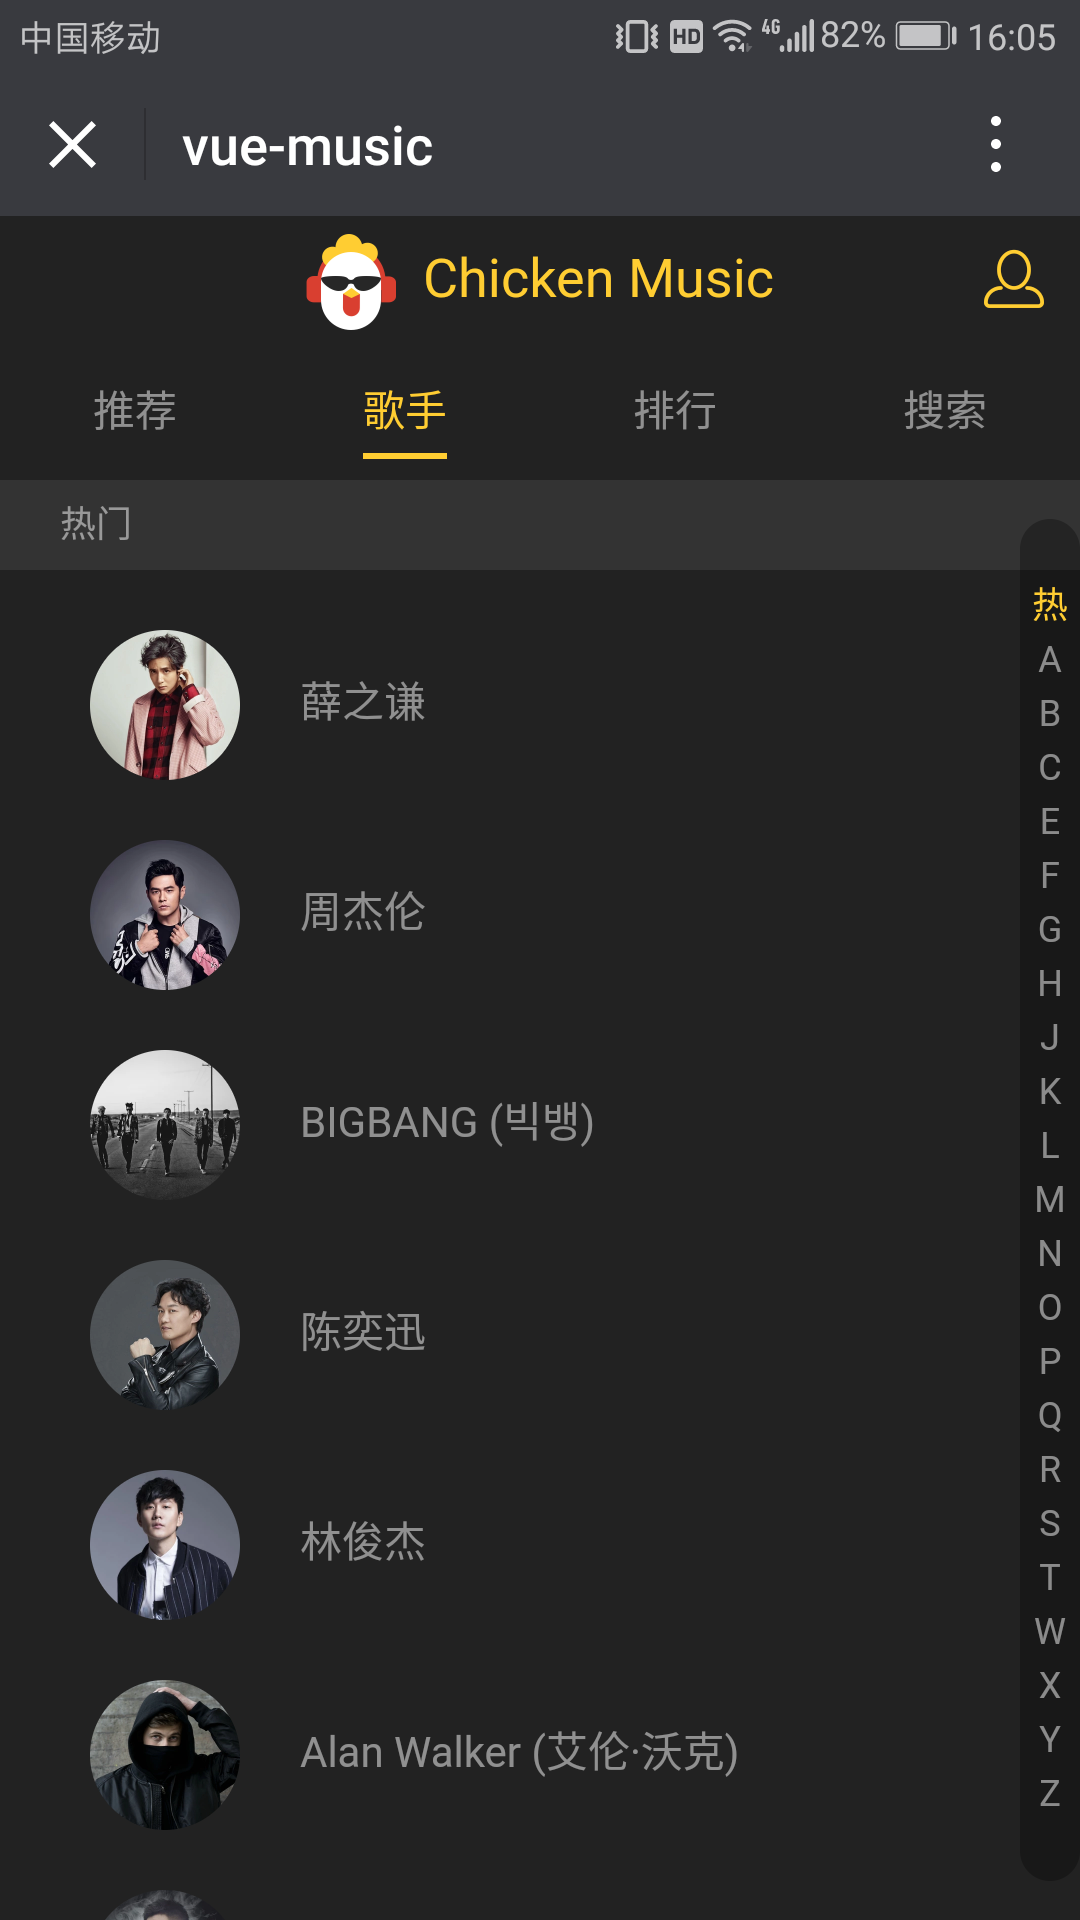 中国移动 HD 4G 82% 16:05
vue-music
Chicken Music
推荐 歌手 排行 搜索
热门
薛之谦
周杰伦
BIGBANG (빅뱅)
陈奕迅
林俊杰
Alan Walker (艾伦·沃克)
热
A
B
C
E
F
G
H
J
K
L
M
N
O
P
Q
R
S
T
W
X
Y
Z